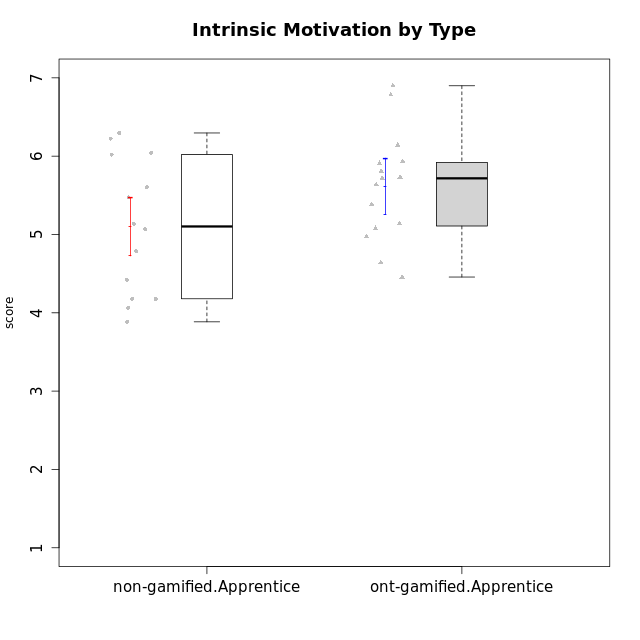 Intrinsic Motivation by Type
7
6
5
4
3
2
1
score
non-gamified.Apprentice
ont-gamified.Apprentice